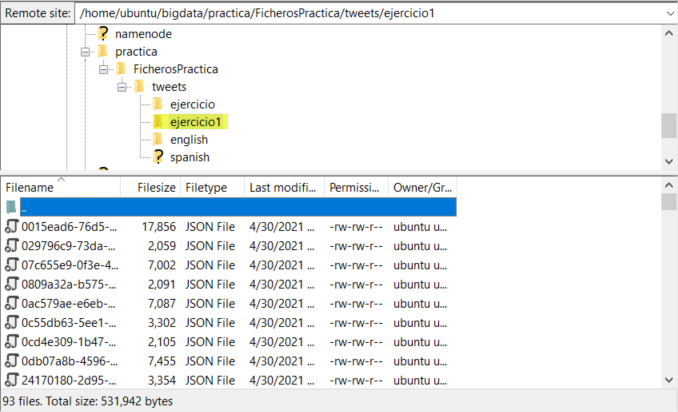 Remote site: /home/ubuntu/bigdata/practica/FicherosPractica/tweets/ejercicio1
? namenode
practica
FicherosPractica
tweets
ejercicio
ejercicio1
english
? spanish
Filename Filesize Filetype Last modifi... Permissi... Owner/Gr...
..
0015ead6-76d5-... 17,856 JSON File 4/30/2021 ... -rw-rw-r-- ubuntu u...
029796c9-73da-... 2,059 JSON File 4/30/2021 ... -rw-rw-r-- ubuntu u...
07c655e9-0f3e-4... 7,002 JSON File 4/30/2021 ... -rw-rw-r-- ubuntu u...
0809a32a-b575-... 2,091 JSON File 4/30/2021 ... -rw-rw-r-- ubuntu u...
0ac579ae-e6eb-... 7,087 JSON File 4/30/2021 ... -rw-rw-r-- ubuntu u...
0c55db63-5ee1-... 3,302 JSON File 4/30/2021 ... -rw-rw-r-- ubuntu u...
0cd4e309-1b47-... 2,105 JSON File 4/30/2021 ... -rw-rw-r-- ubuntu u...
0db07a8b-4596-... 7,455 JSON File 4/30/2021 ... -rw-rw-r-- ubuntu u...
24170180-2d95-... 3,354 JSON File 4/30/2021 ... -rw-rw-r-- ubuntu u...
93 files. Total size: 531,942 bytes